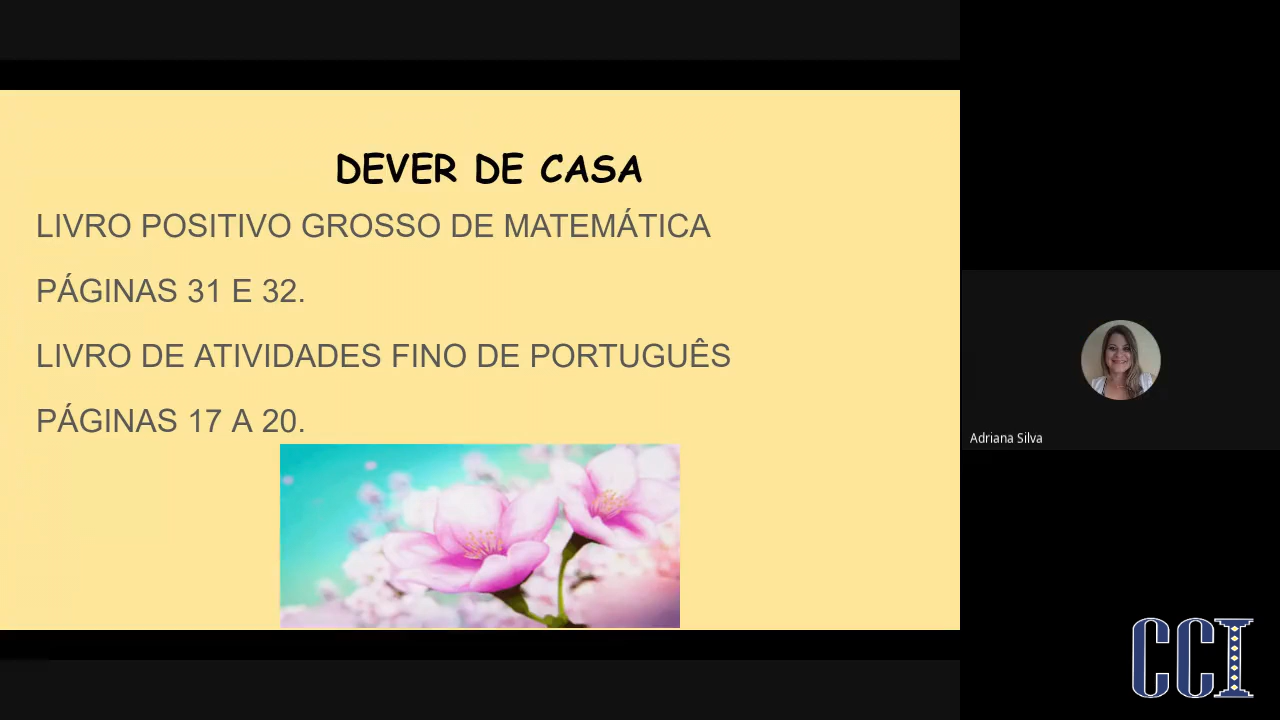 DEVER DE CASA
LIVRO POSITIVO GROSSO DE MATEMÁTICA
PÁGINAS 31 E 32.
LIVRO DE ATIVIDADES FINO DE PORTUGUÊS
PÁGINAS 17 A 20.
Adriana Silva
CCI